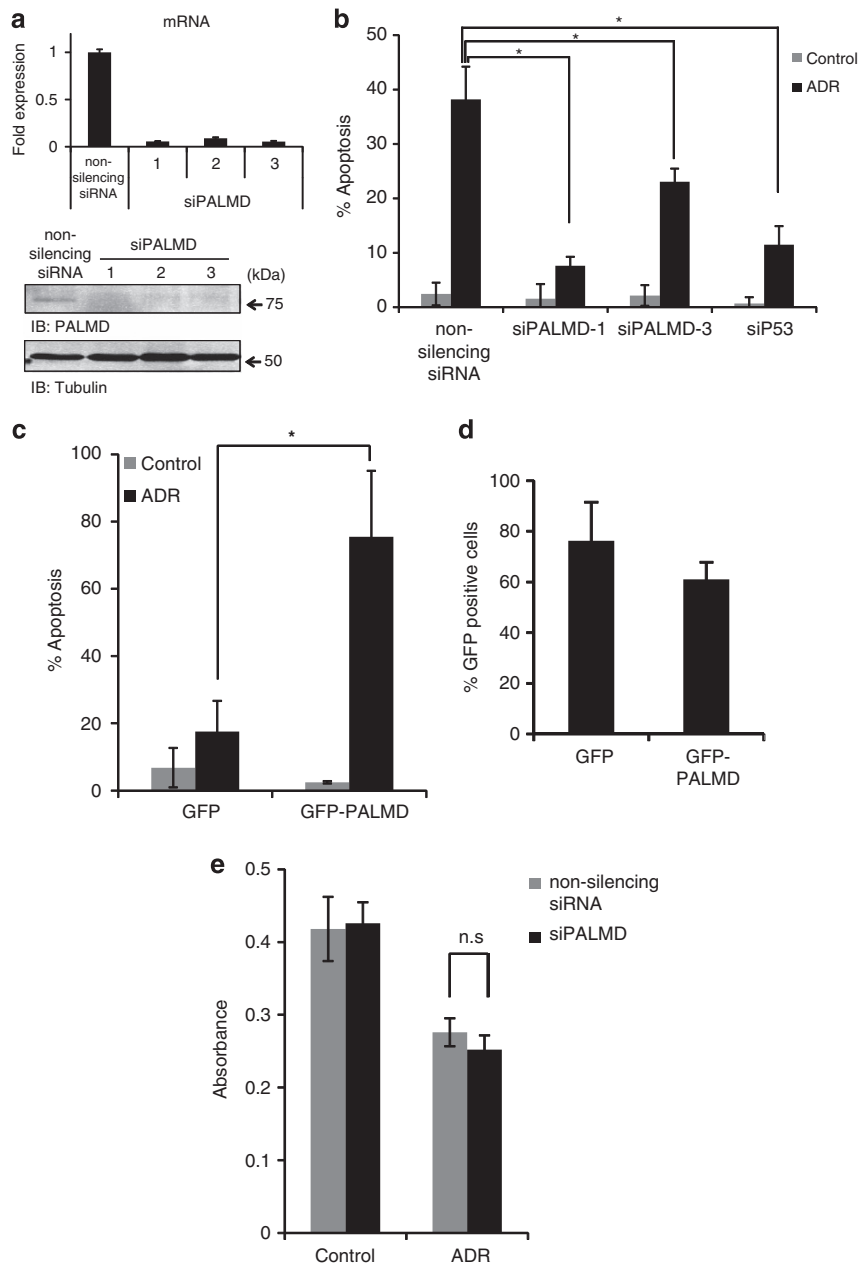 a
mRNA
Fold expression
1
0.5
0
non-
silencing
siRNA
1 2 3
siPALMD
non-
silencing
siRNA
siPALMD
1 2 3
(kDa)
75
IB: PALMD
50
IB: Tubulin
b
% Apoptosis
50
40
30
20
10
0
*
*
*
Control
ADR
non-
silencing
siRNA
siPALMD-1
siPALMD-3
siP53
c
% Apoptosis
100
80
60
40
20
0
Control
ADR
*
GFP
GFP-PALMD
d
% GFP positive cells
100
80
60
40
20
0
GFP
GFP-
PALMD
e
Absorbance
0.5
0.4
0.3
0.2
0.1
0
n.s
non-silencing
siRNA
siPALMD
Control
ADR